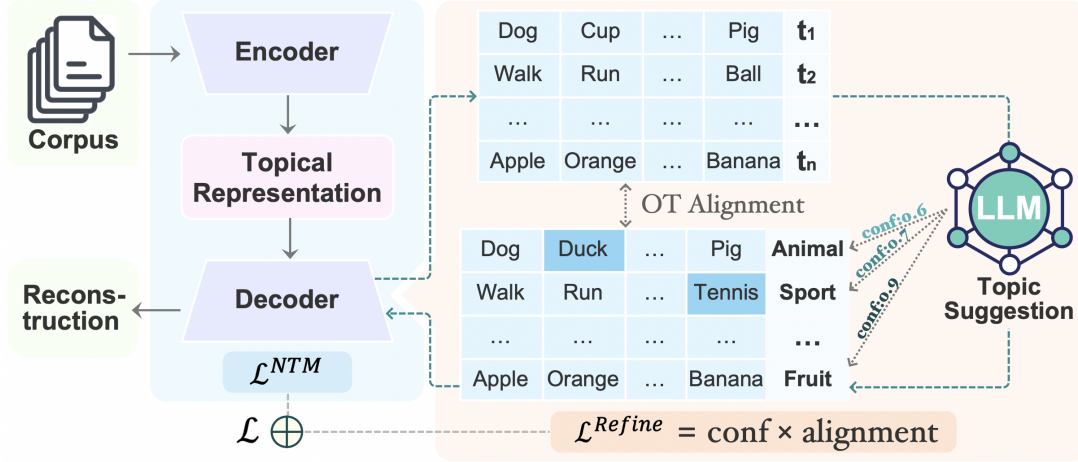 Corpus
Encoder
Topical
Representation
Decoder
Recons-
truction
ℒ^NTM
ℒ ⊕
Dog Cup ... Pig t1
Walk Run ... Ball t2
... ... ... ... ...
Apple Orange ... Banana tn
OT Alignment
Dog Duck ... Pig Animal
Walk Run ... Tennis Sport
... ... ... ... ...
Apple Orange ... Banana Fruit
conf:0.6
conf:0.7
conf:0.9
LLM
Topic
Suggestion
ℒ^Refine = conf × alignment